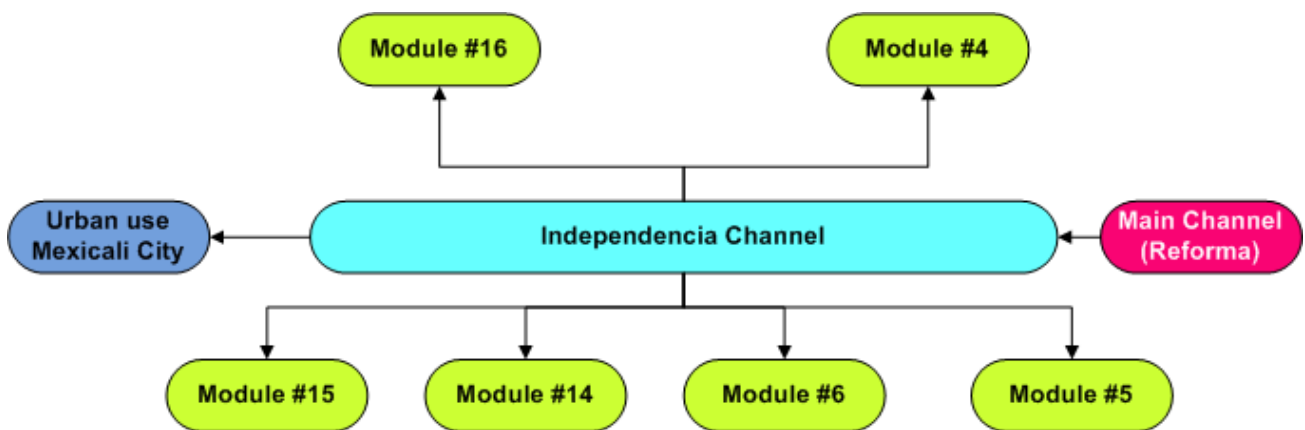 Module #16
Module #4
Urban use
Mexicali City
Independencia Channel
Main Channel
(Reforma)
Module #15
Module #14
Module #6
Module #5